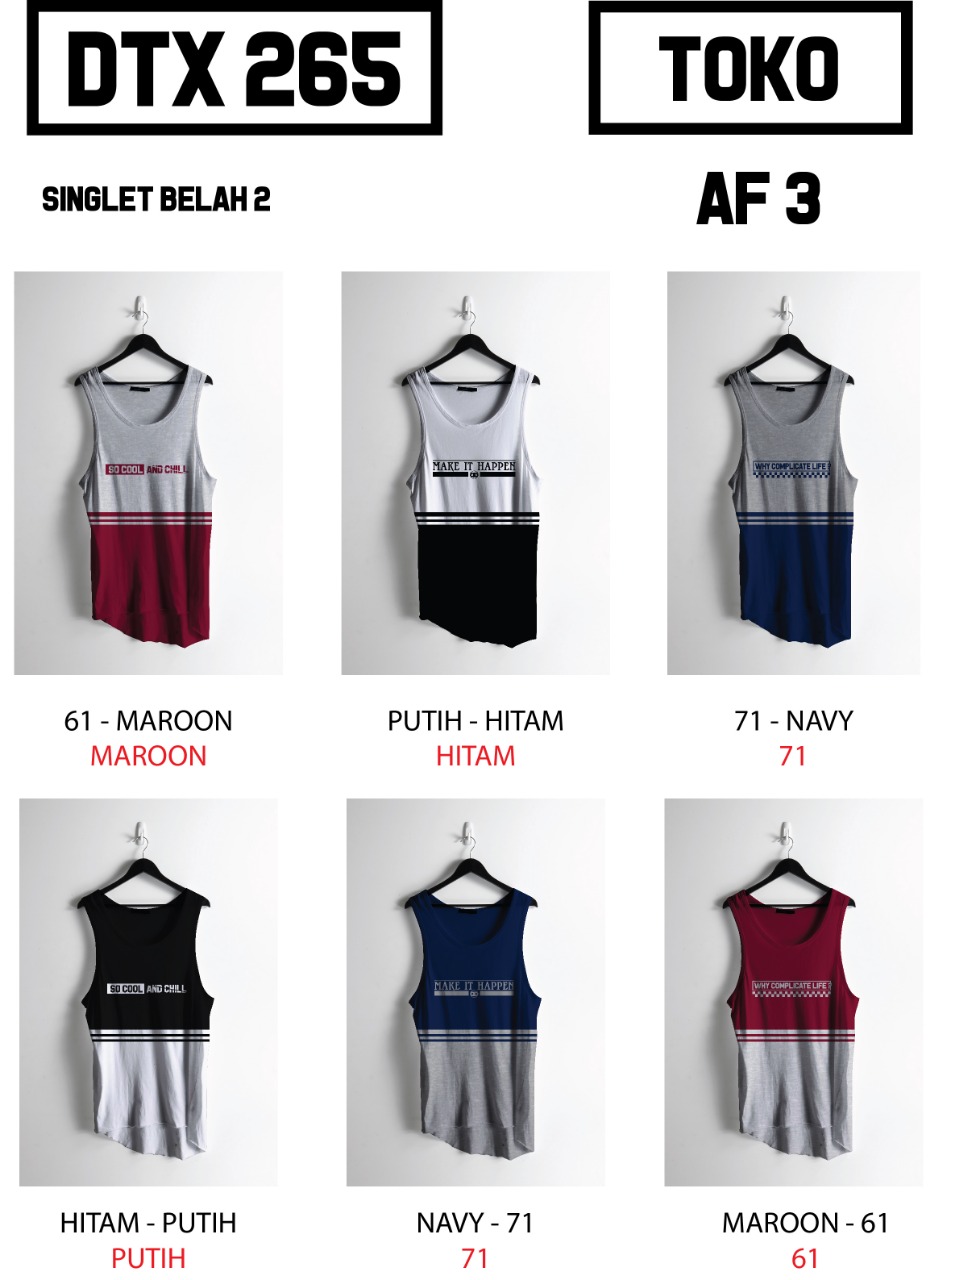 DTX 265
TOKO
SINGLET BELAH 2
AF 3
SO COOL AND CHILL
MAKE IT HAPPEN
WHY COMPLICATE LIFE ?
61 - MAROON
MAROON
PUTIH - HITAM
HITAM
71 - NAVY
71
SO COOL AND CHILL
MAKE IT HAPPEN
WHY COMPLICATE LIFE ?
HITAM - PUTIH
PUTIH
NAVY - 71
71
MAROON - 61
61